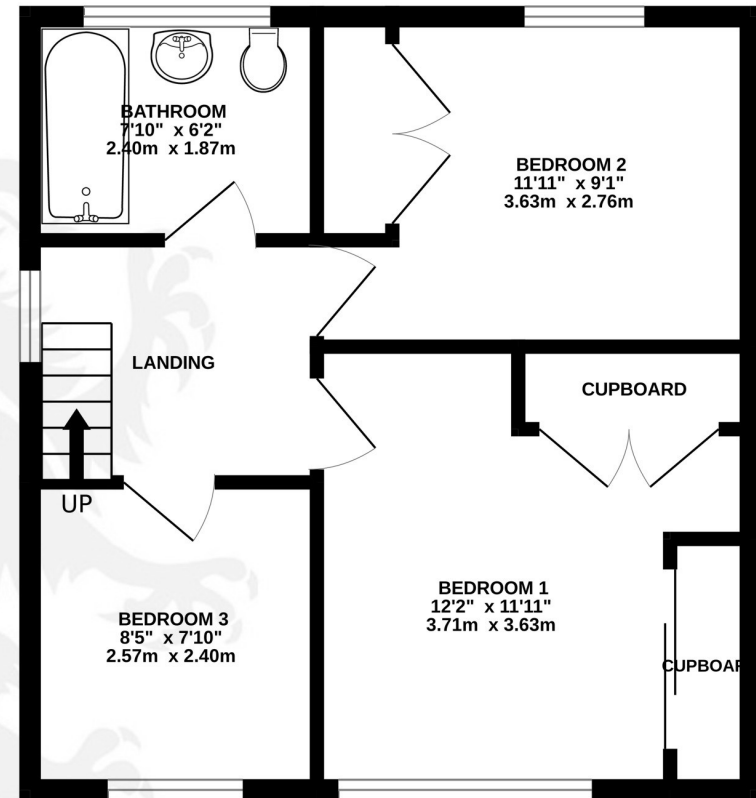 BATHROOM
7'10" x 6'2"
2.40m x 1.87m
BEDROOM 2
11'11" x 9'1"
3.63m x 2.76m
LANDING
CUPBOARD
UP
BEDROOM 1
12'2" x 11'11"
3.71m x 3.63m
BEDROOM 3
8'5" x 7'10"
2.57m x 2.40m
CUPBOAR